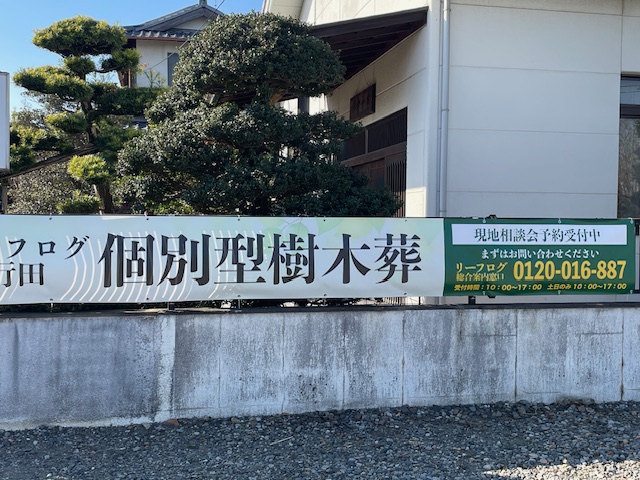 フログ
行田
個別型樹木葬
現地相談会予約受付中
まずはお問い合わせください
リーフログ
総合案内窓口
0120-016-887
受付時間：10：00〜17：00 土日のみ10：00〜17：00